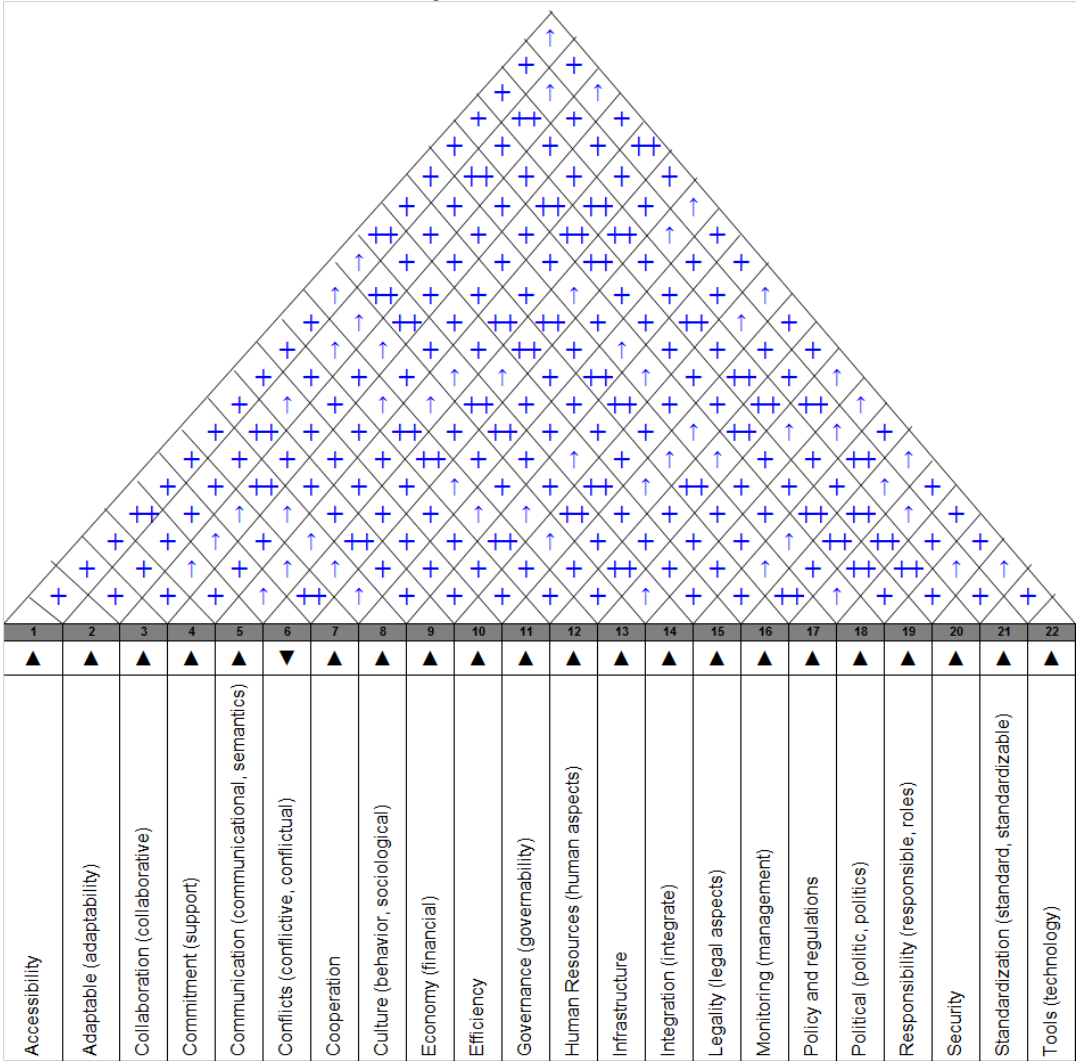 1 2 3 4 5 6 7 8 9 10 11 12 13 14 15 16 17 18 19 20 21 22
▲ ▲ ▲ ▲ ▲ ▼ ▲ ▲ ▲ ▲ ▲ ▲ ▲ ▲ ▲ ▲ ▲ ▲ ▲ ▲ ▲ ▲
Accessibility
Adaptable (adaptability)
Collaboration (collaborative)
Commitment (support)
Communication (communicational, semantics)
Conflicts (conflictive, conflictual)
Cooperation
Culture (behavior, sociological)
Economy (financial)
Efficiency
Governance (governability)
Human Resources (human aspects)
Infrastructure
Integration (integrate)
Legality (legal aspects)
Monitoring (management)
Policy and regulations
Political (politic, politics)
Responsibility (responsible, roles)
Security
Standardization (standard, standardizable)
Tools (technology)